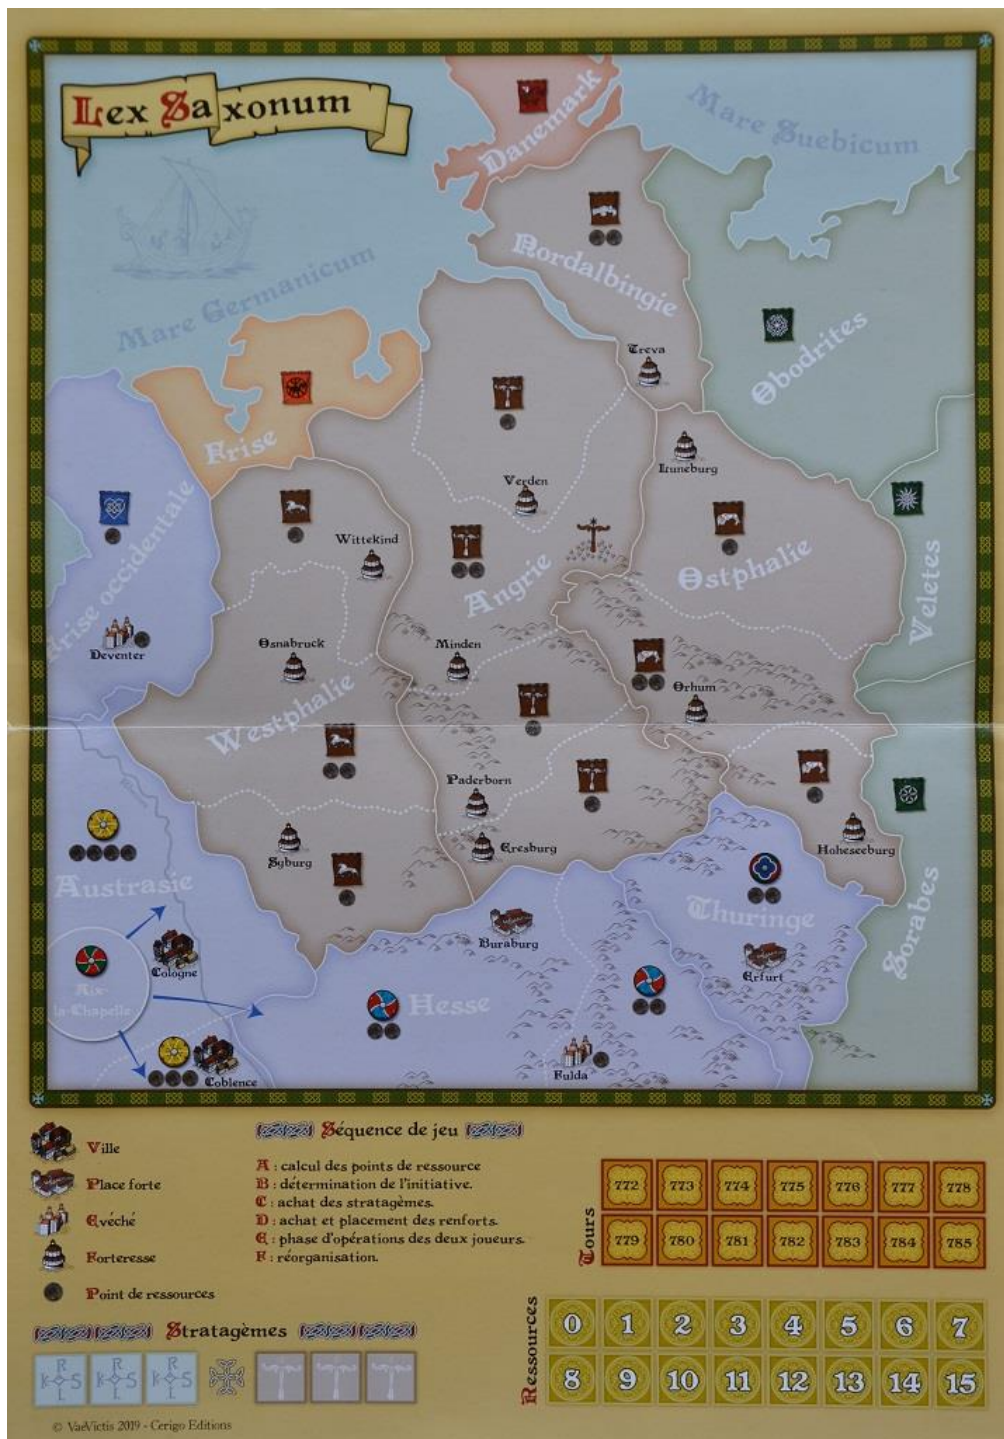 Lex Saxonum
Danemark
Mare Suebicum
Nordalbingie
Mare Germanicum
Obodrites
Treva
Frise
Luneburg
Verden
Frise occidentale
Wittekind
Angrie
Ostphalie
Veletes
Deventer
Osnabruck
Minden
Orhum
Westphalie
Paderborn
Eresburg
Syburg
Hoheseeburg
Austrasie
Thuringe
Sorabes
Buraburg
Cologne
Erfurt
Aix-
la-Chapelle
Hesse
Coblence
Fulda
Ville
Place forte
Evéché
Forteresse
Point de ressources
Séquence de jeu
A : calcul des points de ressource
B : détermination de l'initiative.
C : achat des stratagèmes.
D : achat et placement des renforts.
E : phase d'opérations des deux joueurs.
F : réorganisation.
Tours
772 773 774 775 776 777 778
779 780 781 782 783 784 785
Stratagèmes
R R R
K S K S K S
L L L
Ressources
0 1 2 3 4 5 6 7
8 9 10 11 12 13 14 15
© VaeVictis 2019 - Cerigo Editions